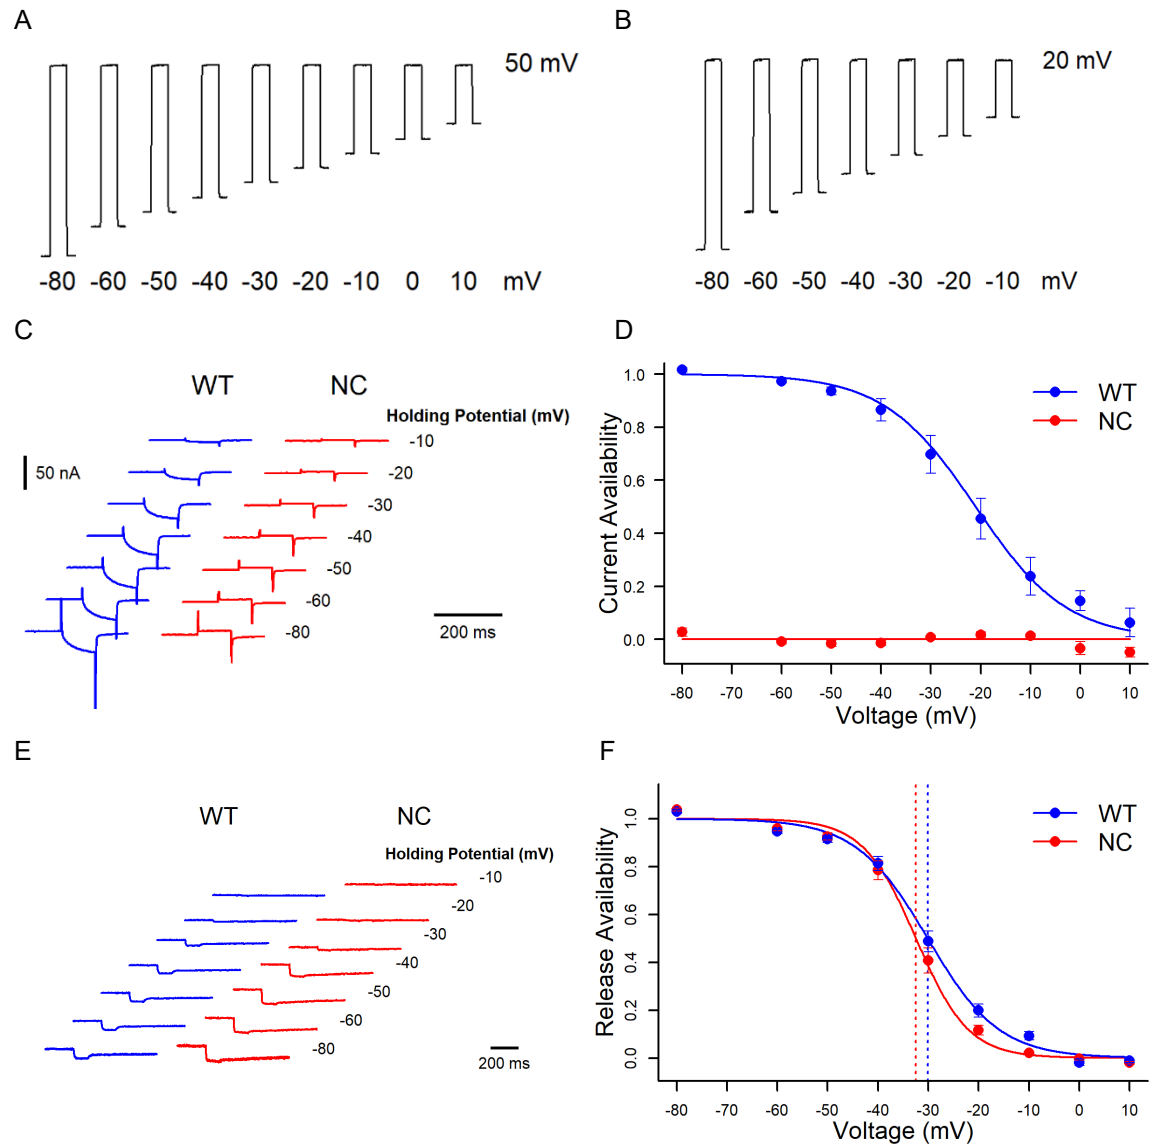 A
50 mV
-80 -60 -50 -40 -30 -20 -10 0 10 mV
B
20 mV
-80 -60 -50 -40 -30 -20 -10 mV
C
WT NC
Holding Potential (mV)
-10
50 nA
-20
-30
-40
-50
-60
-80
200 ms
D
Current Availability
1.0
0.8
0.6
0.4
0.2
0.0
WT
NC
-80 -70 -60 -50 -40 -30 -20 -10 0 10
Voltage (mV)
E
WT NC
Holding Potential (mV)
-10
-20
-30
-40
-50
-60
-80
200 ms
F
Release Availability
1.0
0.8
0.6
0.4
0.2
0.0
WT
NC
-80 -70 -60 -50 -40 -30 -20 -10 0 10
Voltage (mV)